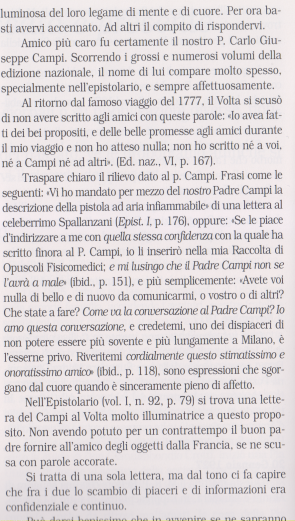 luminosa del loro legame di mente e di cuore. Per ora ba-
sti avervi accennato. Ad altri il compito di rispondervi.
Amico più caro fu certamente il nostro P. Carlo Giu-
seppe Campi. Scorrendo i grossi e numerosi volumi della
edizione nazionale, il nome di lui compare molto spesso,
specialmente nell'epistolario, e sempre affettuosamente.
Al ritorno dal famoso viaggio del 1777, il Volta si scusò
di non avere scritto agli amici con queste parole: «Io avea fat-
ti dei bei propositi, e delle belle promesse agli amici durante
il mio viaggio e non ho atteso nulla; non ho scritto né a voi,
né a Campi né ad altri». (Ed. naz., VI, p. 167).
Traspare chiaro il rilievo dato al p. Campi. Frasi come le
seguenti: «Vi ho mandato per mezzo del nostro Padre Campi la
descrizione della pistola ad aria infiammabile» di una lettera al
celeberrimo Spallanzani (Epist. I, p. 176), oppure: «Se le piace
d'indirizzare a me con quella stessa confidenza con la quale ha
scritto finora al P. Campi, io li inserirò nella mia Raccolta di
Opuscoli Fisicomedici; e mi lusingo che il Padre Campi non se
l'avrà a male» (ibid., p. 151), e più semplicemente: «Avete voi
nulla di bello e di nuovo da comunicarmi, o vostro o di altri?
Che state a fare? Come va la conversazione al Padre Campi? Io
amo questa conversazione, e credetemi, uno dei dispiaceri di
non potere essere più sovente e più lungamente a Milano, è
l'esserne privo. Riveritemi cordialmente questo stimatissimo e
onoratissimo amico» (ibid., p. 118), sono espressioni che sgor-
gano dal cuore quando è sinceramente pieno di affetto.
Nell'Epistolario (vol. I, n. 92, p. 79) si trova una lette-
ra del Campi al Volta molto illuminatrice a questo propo-
sito. Non avendo potuto per un contrattempo il buon pa-
dre fornire all'amico degli oggetti dalla Francia, se ne scu-
sa con parole accorate.
Si tratta di una sola lettera, ma dal tono ci fa capire
che fra i due lo scambio di piaceri e di informazioni era
confidenziale e continuo.
Può darsi benissimo che in avvenire se ne sapranno